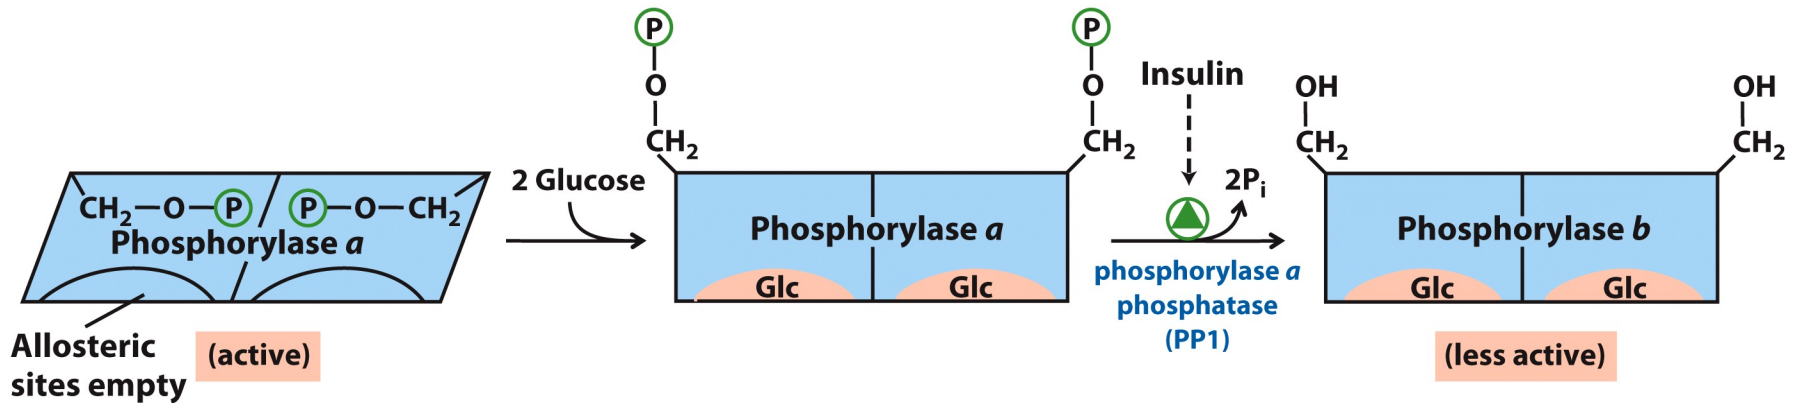 CH2—O—P
P—O—CH2
Phosphorylase a
Allosteric
sites empty
(active)
2 Glucose
P
O
CH2
P
O
CH2
Phosphorylase a
Glc
Glc
Insulin
2Pi
phosphorylase a
phosphatase
(PP1)
OH
CH2
OH
CH2
Phosphorylase b
Glc
Glc
(less active)